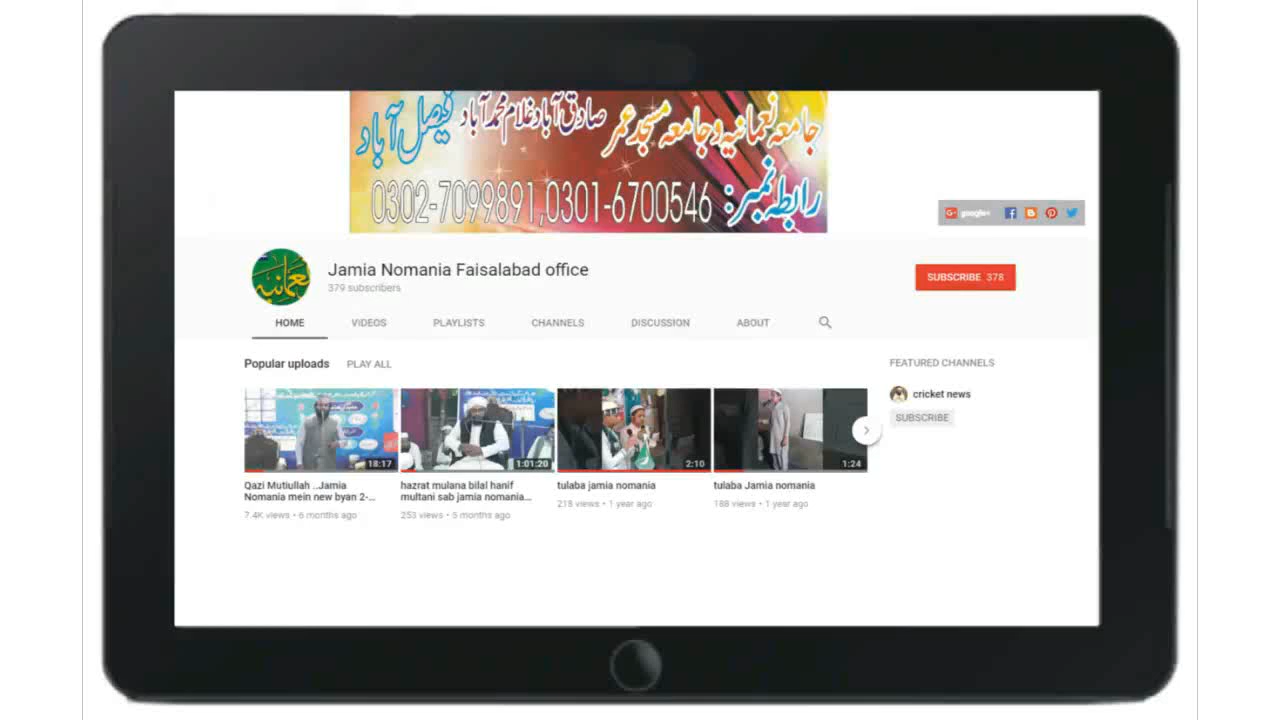 جامعہ نعمانیہ و جامعہ مسجد عمر صادق آباد غلام محمد آباد فیصل آباد
رابطہ نمبر: 0302-7099891,0301-6700546
google+
نعمانیہ
Jamia Nomania Faisalabad office
379 subscribers
SUBSCRIBE 378
HOME VIDEOS PLAYLISTS CHANNELS DISCUSSION ABOUT
Popular uploads PLAY ALL
FEATURED CHANNELS
cricket news
SUBSCRIBE
18:17
1:01:20
2:10
1:24
Qazi Mutiullah ..Jamia
Nomania mein new byan 2-...
7.4K views • 6 months ago
hazrat mulana bilal hanif
multani sab jamia nomania...
253 views • 5 months ago
tulaba jamia nomania
218 views • 1 year ago
tulaba Jamia nomania
188 views • 1 year ago